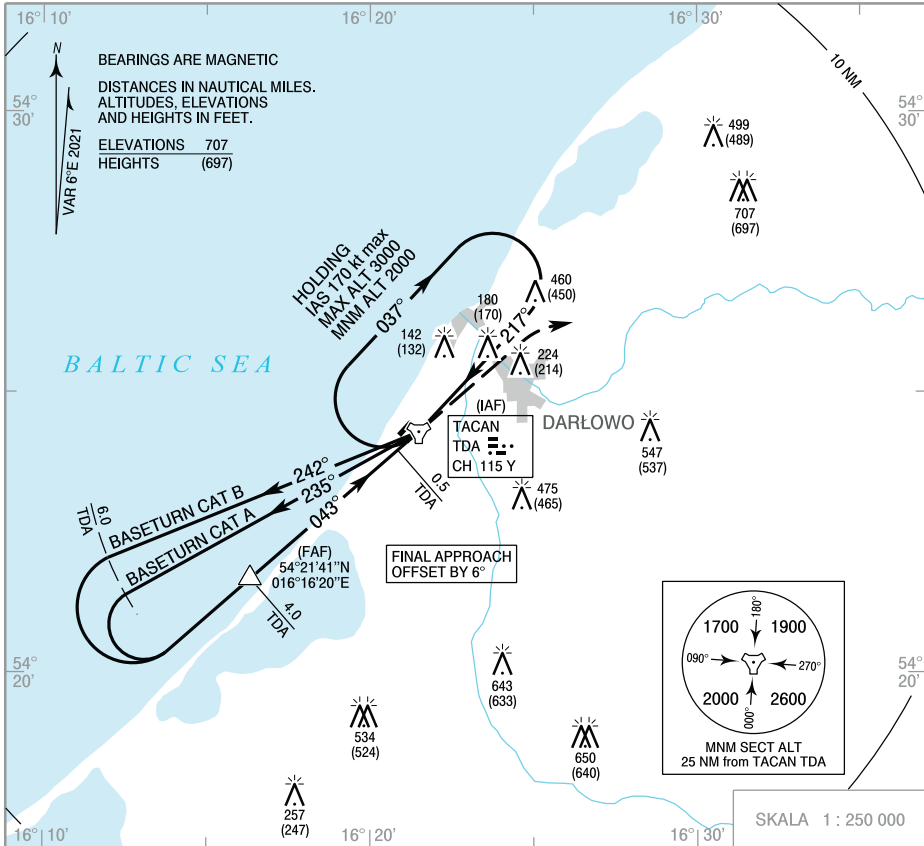 16°10'
16°20'
16°30'
N
VAR 6°E 2021
BEARINGS ARE MAGNETIC
DISTANCES IN NAUTICAL MILES.
ALTITUDES, ELEVATIONS
AND HEIGHTS IN FEET.
ELEVATIONS 707
HEIGHTS (697)
10 NM
54°
30'
54°
30'
499
(489)
707
(697)
HOLDING
IAS 170 kt max
MAX ALT 3000
MNM ALT 2000
037°
217°
460
(450)
180
(170)
142
(132)
224
(214)
BALTIC SEA
(IAF)
TACAN
TDA
CH 115 Y
DARŁOWO
547
(537)
475
(465)
0.5
TDA
242°
235°
043°
6.0
TDA
BASETURN CAT B
BASETURN CAT A
(FAF)
54°21'41"N
016°16'20"E
4.0
TDA
FINAL APPROACH
OFFSET BY 6°
1700
1900
2000
2600
180°
090°
270°
000°
MNM SECT ALT
25 NM from TACAN TDA
54°
20'
54°
20'
643
(633)
534
(524)
650
(640)
257
(247)
SKALA 1 : 250 000
16°10'
16°20'
16°30'